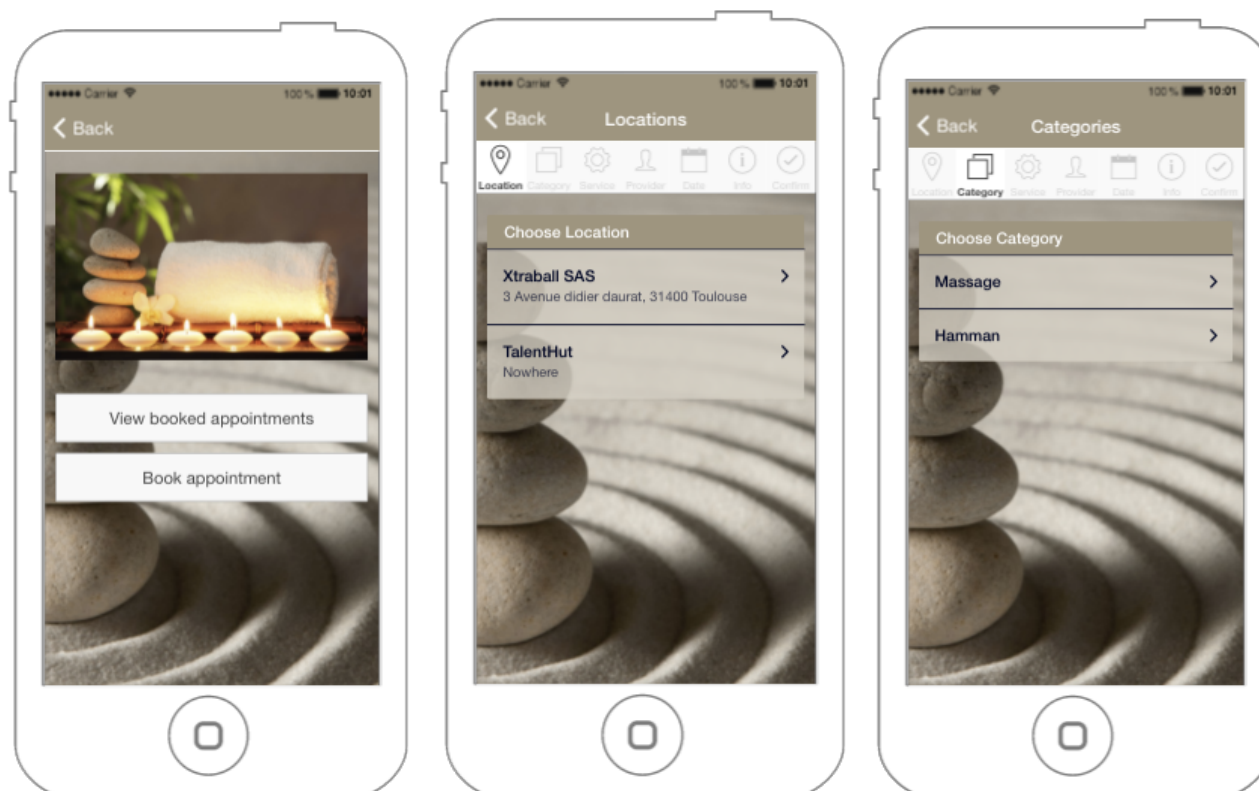 Carrier 100 % 10:01
Back
View booked appointments
Book appointment
Carrier 100 % 10:01
Back Locations
Location Category Service Provider Date Info Confirm
Choose Location
Xtraball SAS
3 Avenue didier daurat, 31400 Toulouse
TalentHut
Nowhere
Carrier 100 % 10:01
Back Categories
Location Category Service Provider Date Info Confirm
Choose Category
Massage
Hamman